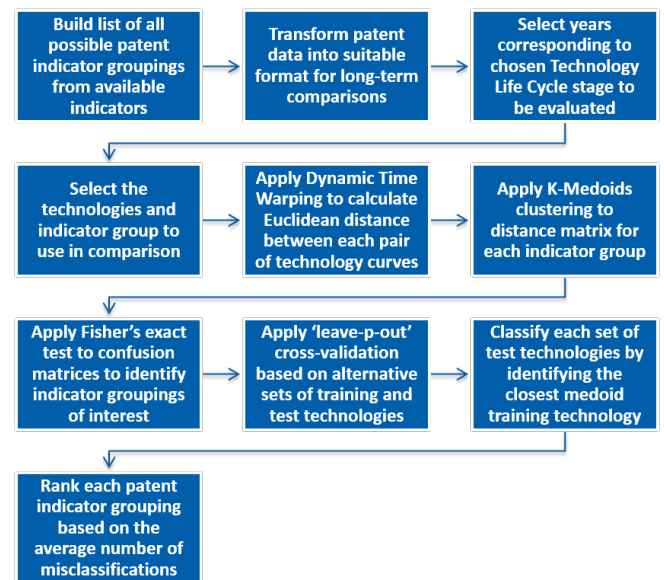 Build list of all
possible patent
indicator groupings
from available
indicators
Transform patent
data into suitable
format for long-term
comparisons
Select years
corresponding to
chosen Technology
Life Cycle stage to
be evaluated
Select the
technologies and
indicator group to
use in comparison
Apply Dynamic Time
Warping to calculate
Euclidean distance
between each pair
of technology curves
Apply K-Medoids
clustering to
distance matrix for
each indicator group
Apply Fisher's exact
test to confusion
matrices to identify
indicator groupings
of interest
Apply ‘leave-p-out’
cross-validation
based on alternative
sets of training and
test technologies
Classify each set of
test technologies by
identifying the
closest medoid
training technology
Rank each patent
indicator grouping
based on the
average number of
misclassifications